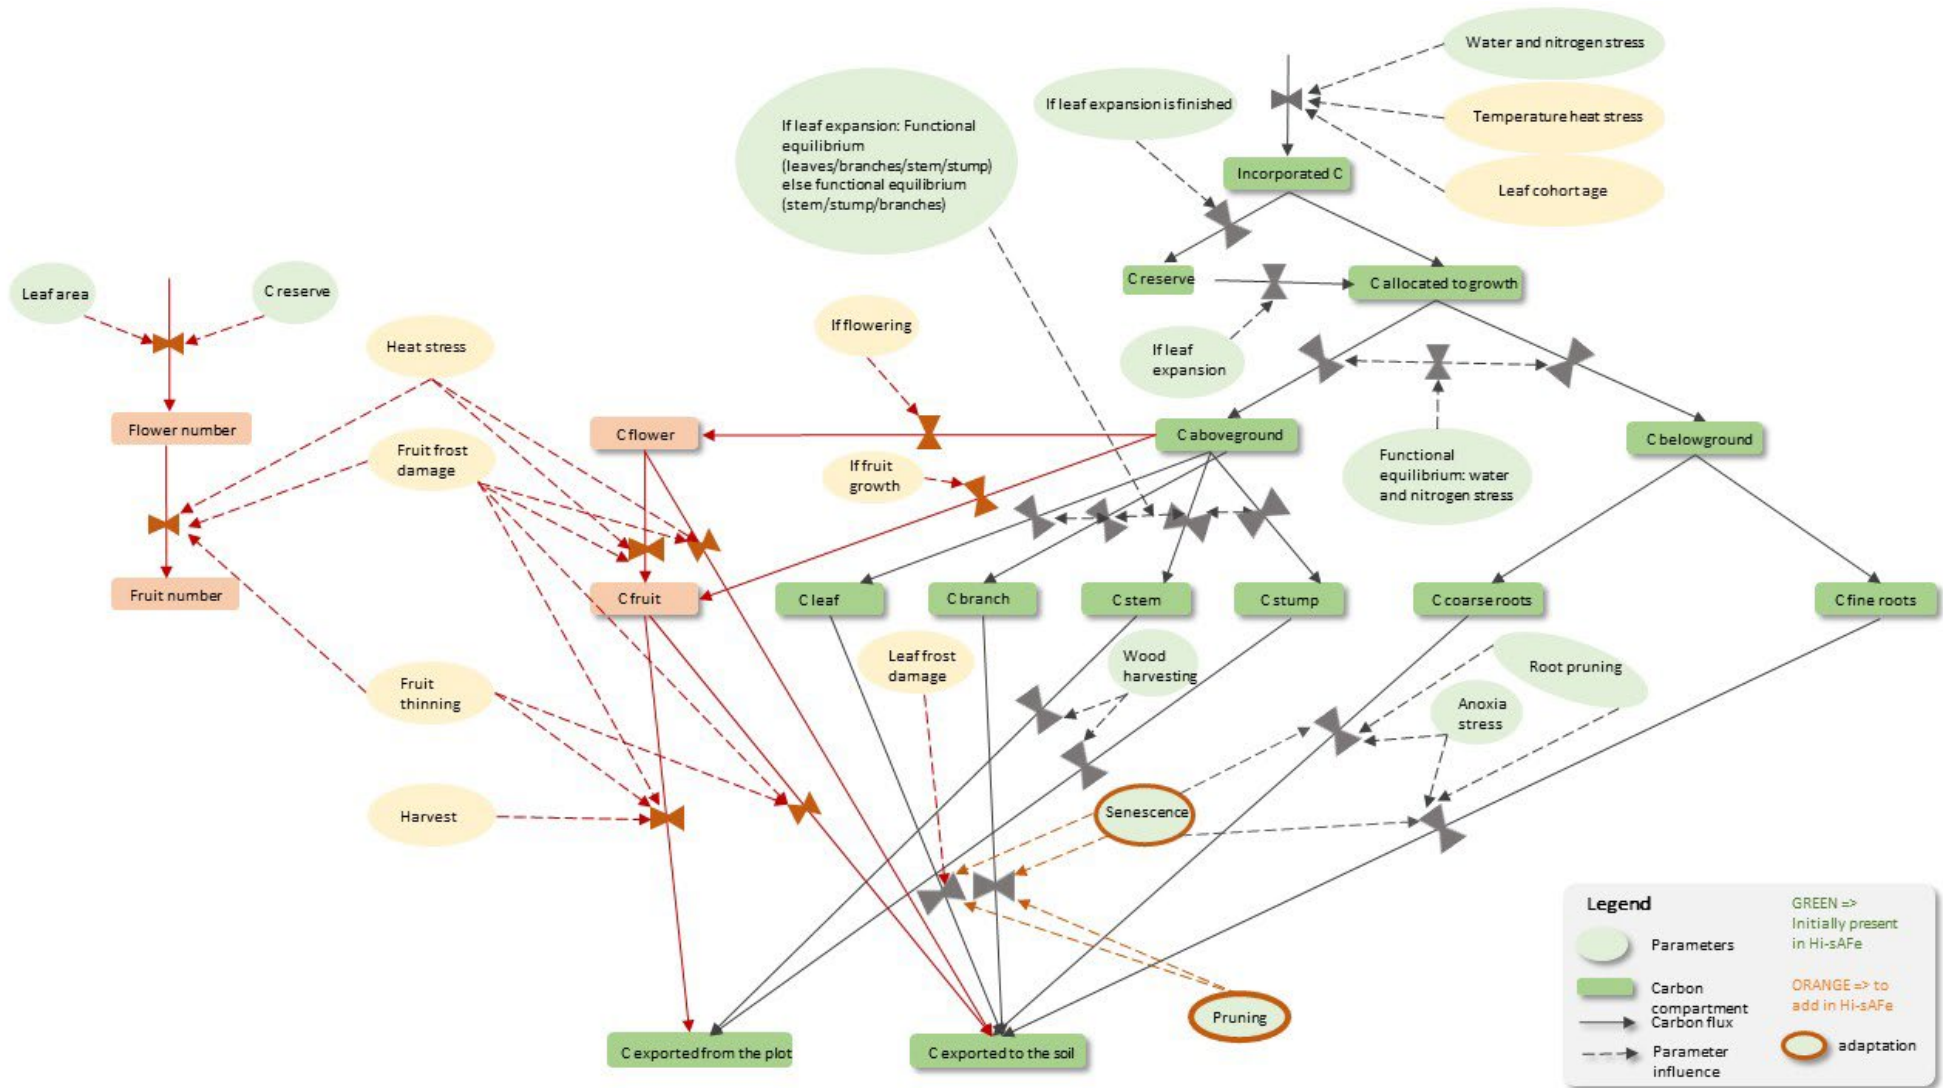 Water and nitrogen stress
If leaf expansion is finished
Temperature heat stress
If leaf expansion: Functional
equilibrium
(leaves/branches/stem/stump)
else functional equilibrium
(stem/stump/branches)
Incorporated C
Leaf cohort age
Leaf area
C reserve
C reserve
C allocated to growth
If flowering
Heat stress
If leaf
expansion
Flower number
C flower
C aboveground
C belowground
Fruit frost
damage
If fruit
growth
Functional
equilibrium: water
and nitrogen stress
Fruit number
C fruit
C leaf
C branch
C stem
C stump
C coarse roots
C fine roots
Leaf frost
damage
Wood
harvesting
Root pruning
Fruit
thinning
Anoxia
stress
Harvest
Senescence
Pruning
C exported from the plot
C exported to the soil
Legend
Parameters
Carbon
compartment
Carbon flux
Parameter
influence
GREEN =>
Initially present
in Hi-sAFe
ORANGE => to
add in Hi-sAFe
adaptation